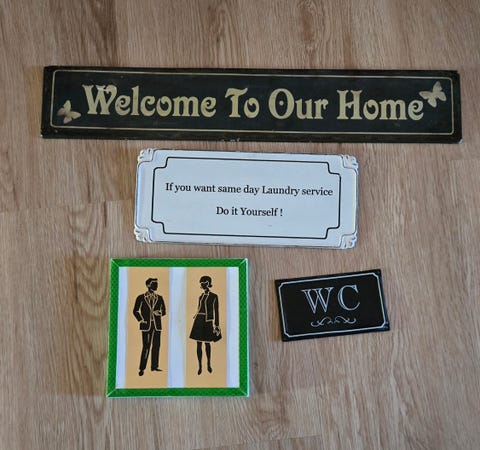 Welcome To Our Home
If you want same day Laundry service
Do it Yourself !
WC